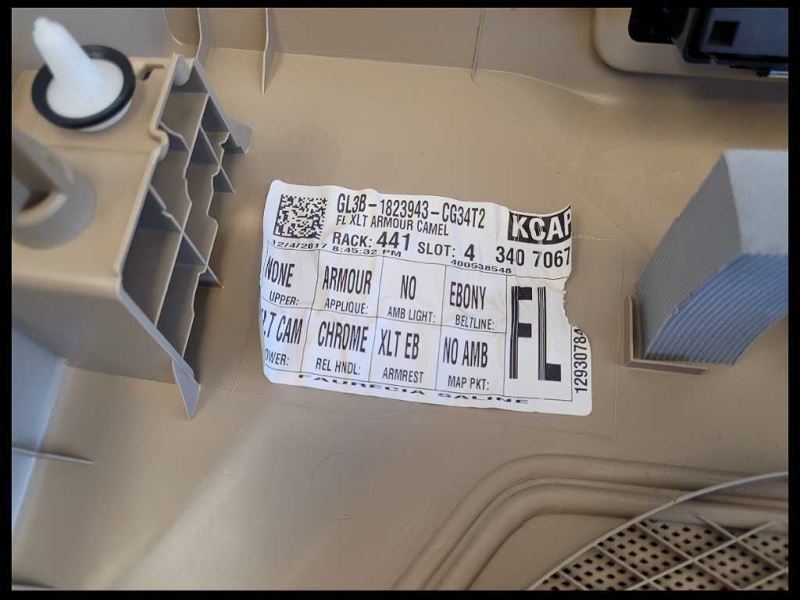 GL3B-1823943-CG34T2
FL XLT ARMOUR CAMEL
KCAP
RACK: 441 SLOT: 4 340 7067
12/4/2017 8:45:32 PM 400538548
NONE ARMOUR NO EBONY
UPPER: APPLIQUE: AMB LIGHT: BELTLINE:
FL
LT CAM CHROME XLT EB NO AMB
OWER: REL HNDL: ARMREST MAP PKT:
FAURECIA SALINE
12930784